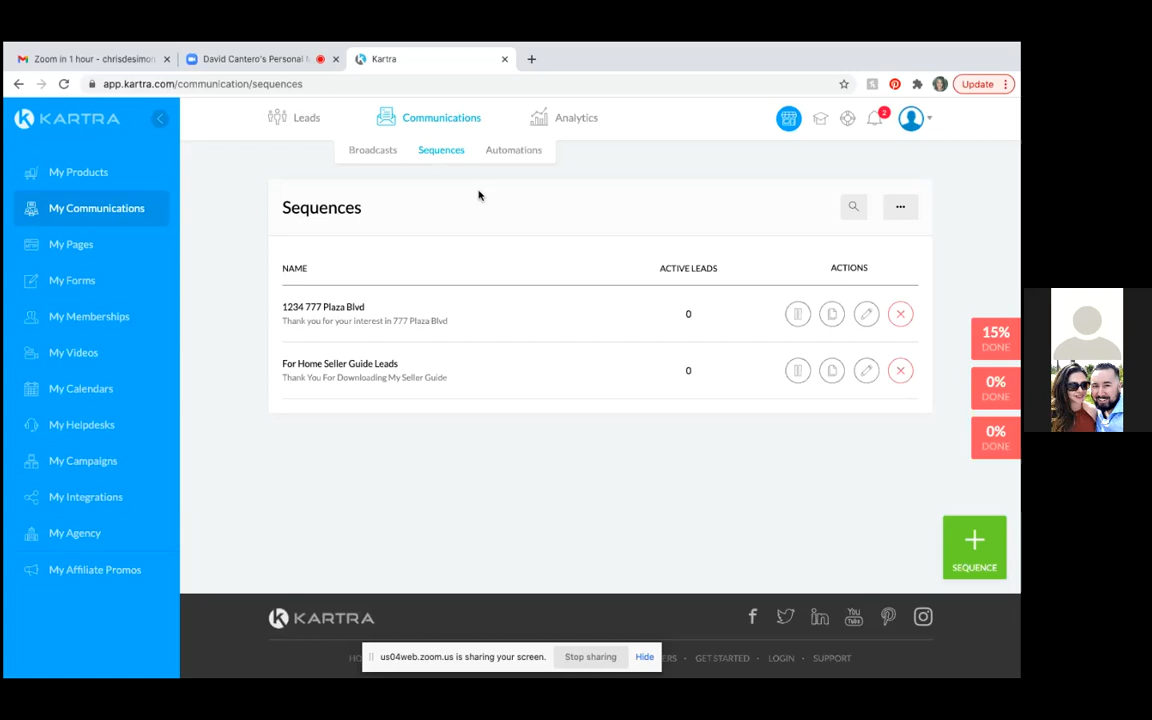 Zoom in 1 hour - chrisdesimon
David Cantero's Personal
Kartra
app.kartra.com/communication/sequences
Update
KARTRA
Leads
Communications
Analytics
2
Broadcasts
Sequences
Automations
My Products
My Communications
My Pages
My Forms
My Memberships
My Videos
My Calendars
My Helpdesks
My Campaigns
My Integrations
My Agency
My Affiliate Promos
Sequences
NAME
ACTIVE LEADS
ACTIONS
1234 777 Plaza Blvd
Thank you for your interest in 777 Plaza Blvd
0
For Home Seller Guide Leads
Thank You For Downloading My Seller Guide
0
15%
DONE
0%
DONE
0%
DONE
SEQUENCE
KARTRA
You
Tube
us04web.zoom.us is sharing your screen.
Stop sharing
Hide
GET STARTED
LOGIN
SUPPORT